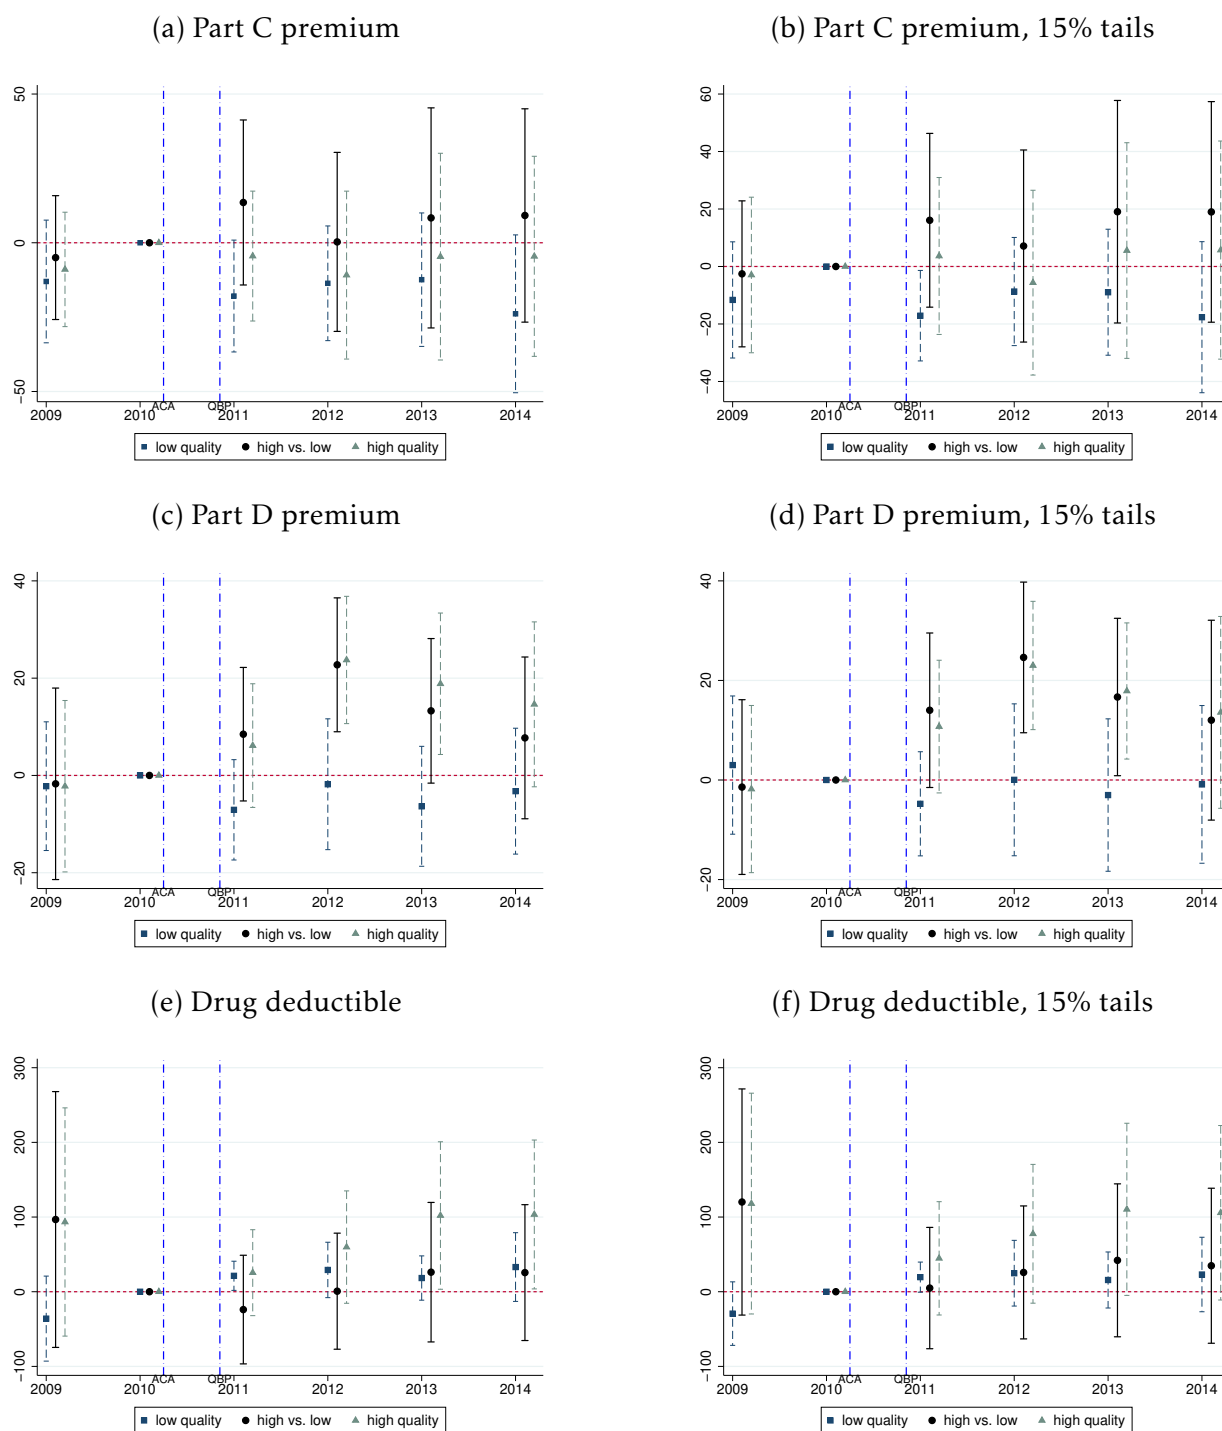 (a) Part C premium
(b) Part C premium, 15% tails
50
0
−50
2009 2010 ACA QBP 2011 2012 2013 2014
low quality high vs. low high quality
60
40
20
0
−20
−40
2009 2010 ACA QBP 2011 2012 2013 2014
low quality high vs. low high quality
(c) Part D premium
(d) Part D premium, 15% tails
40
20
0
−20
2009 2010 ACA QBP 2011 2012 2013 2014
low quality high vs. low high quality
40
20
0
−20
2009 2010 ACA QBP 2011 2012 2013 2014
low quality high vs. low high quality
(e) Drug deductible
(f) Drug deductible, 15% tails
300
200
100
0
−100
2009 2010 ACA QBP 2011 2012 2013 2014
low quality high vs. low high quality
300
200
100
0
−100
2009 2010 ACA QBP 2011 2012 2013 2014
low quality high vs. low high quality